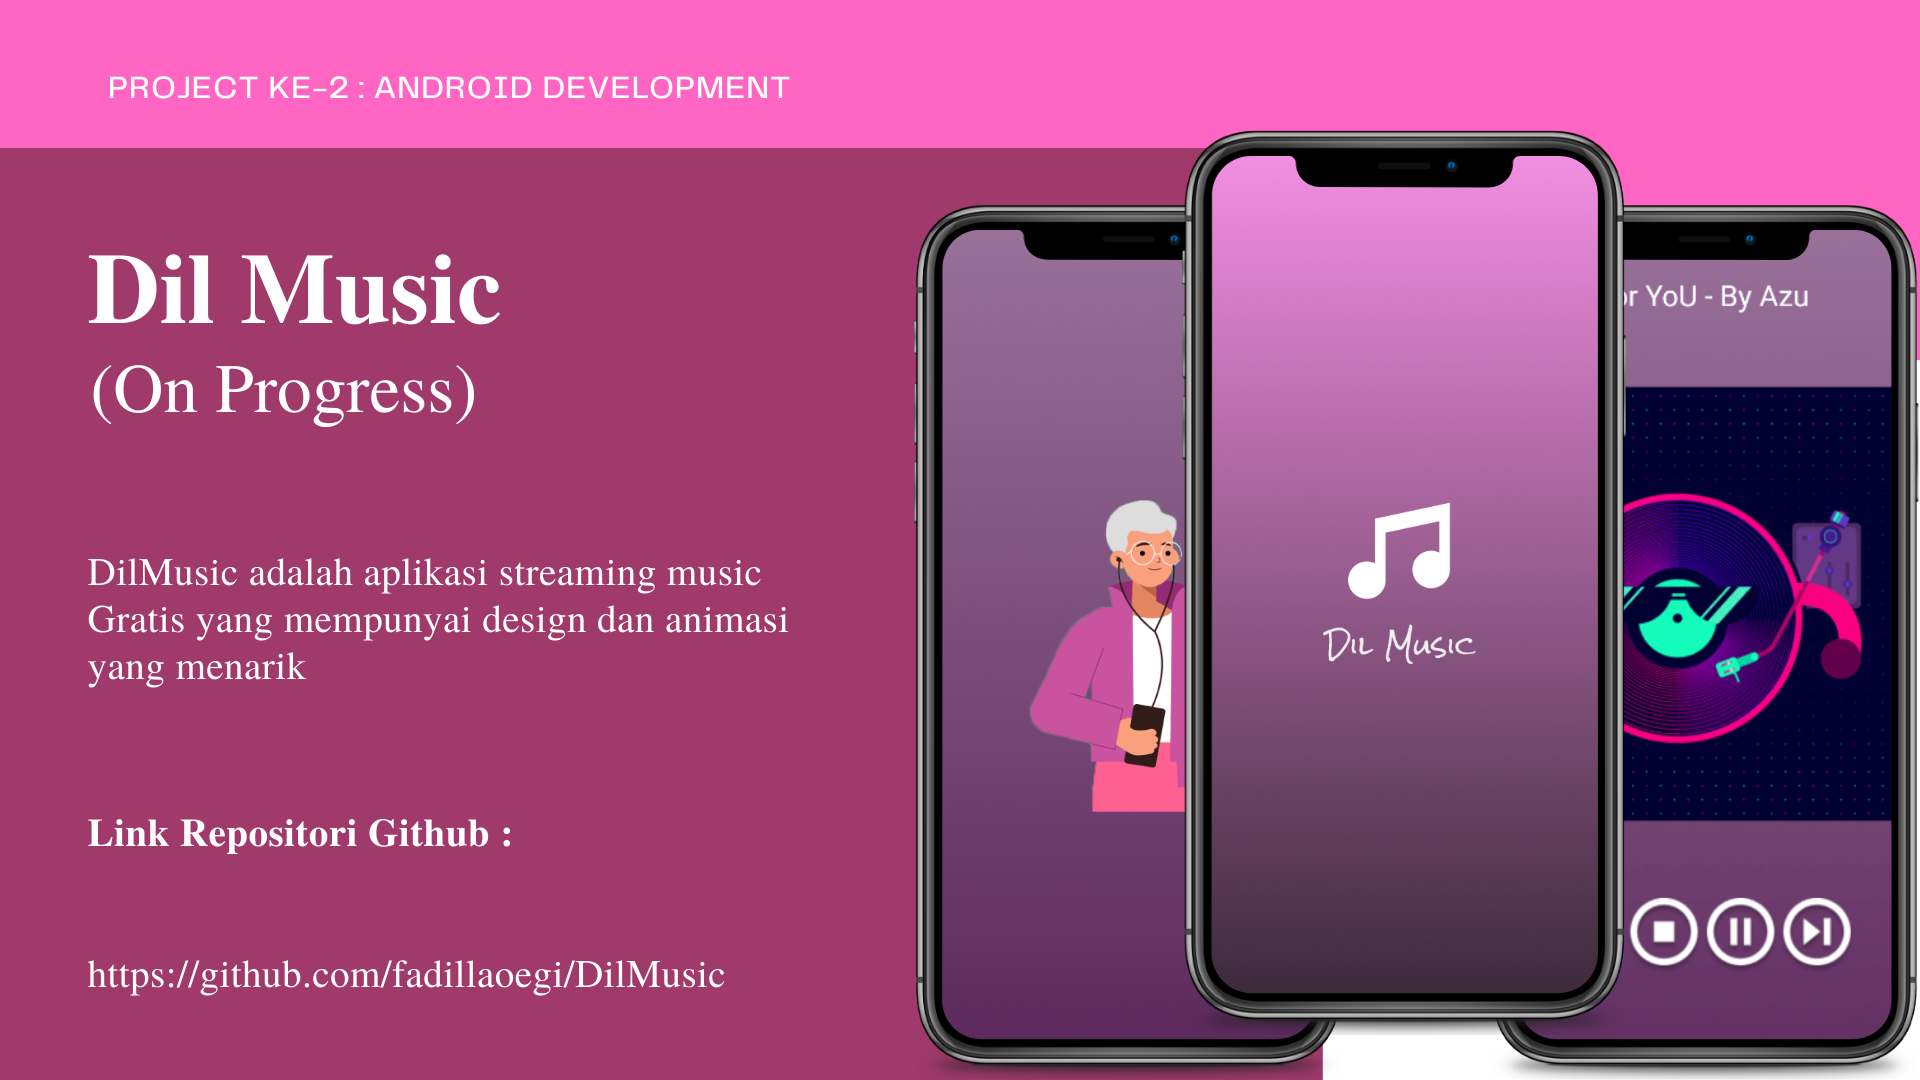 PROJECT KE-2 : ANDROID DEVELOPMENT
Dil Music
(On Progress)
DilMusic adalah aplikasi streaming music
Gratis yang mempunyai design dan animasi
yang menarik
Link Repositori Github :
https://github.com/fadillaoegi/DilMusic
Dil Music
YoU - By Azu